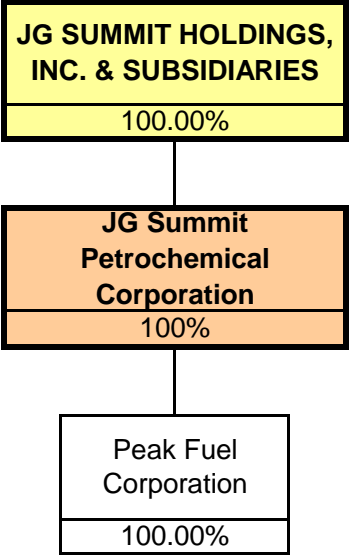 JG SUMMIT HOLDINGS,
INC. & SUBSIDIARIES
100.00%
JG Summit
Petrochemical
Corporation
100%
Peak Fuel
Corporation
100.00%